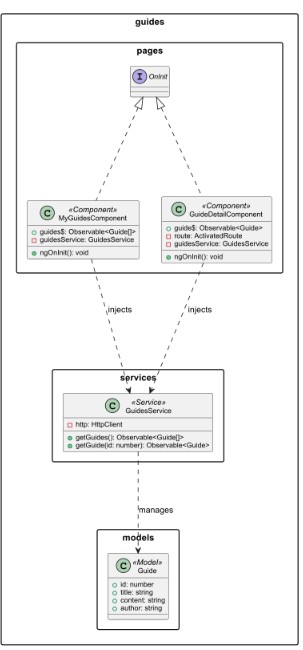 guides
pages
I OnInit
C «Component»
MyGuidesComponent
guides$: Observable<Guide[]>
guidesService: GuidesService
ngOnInit(): void
C «Component»
GuideDetailComponent
guide$: Observable<Guide>
route: ActivatedRoute
guidesService: GuidesService
ngOnInit(): void
injects
injects
services
C «Service»
GuidesService
http: HttpClient
getGuides(): Observable<Guide[]>
getGuide(id: number): Observable<Guide>
manages
models
C «Model»
Guide
id: number
title: string
content: string
author: string